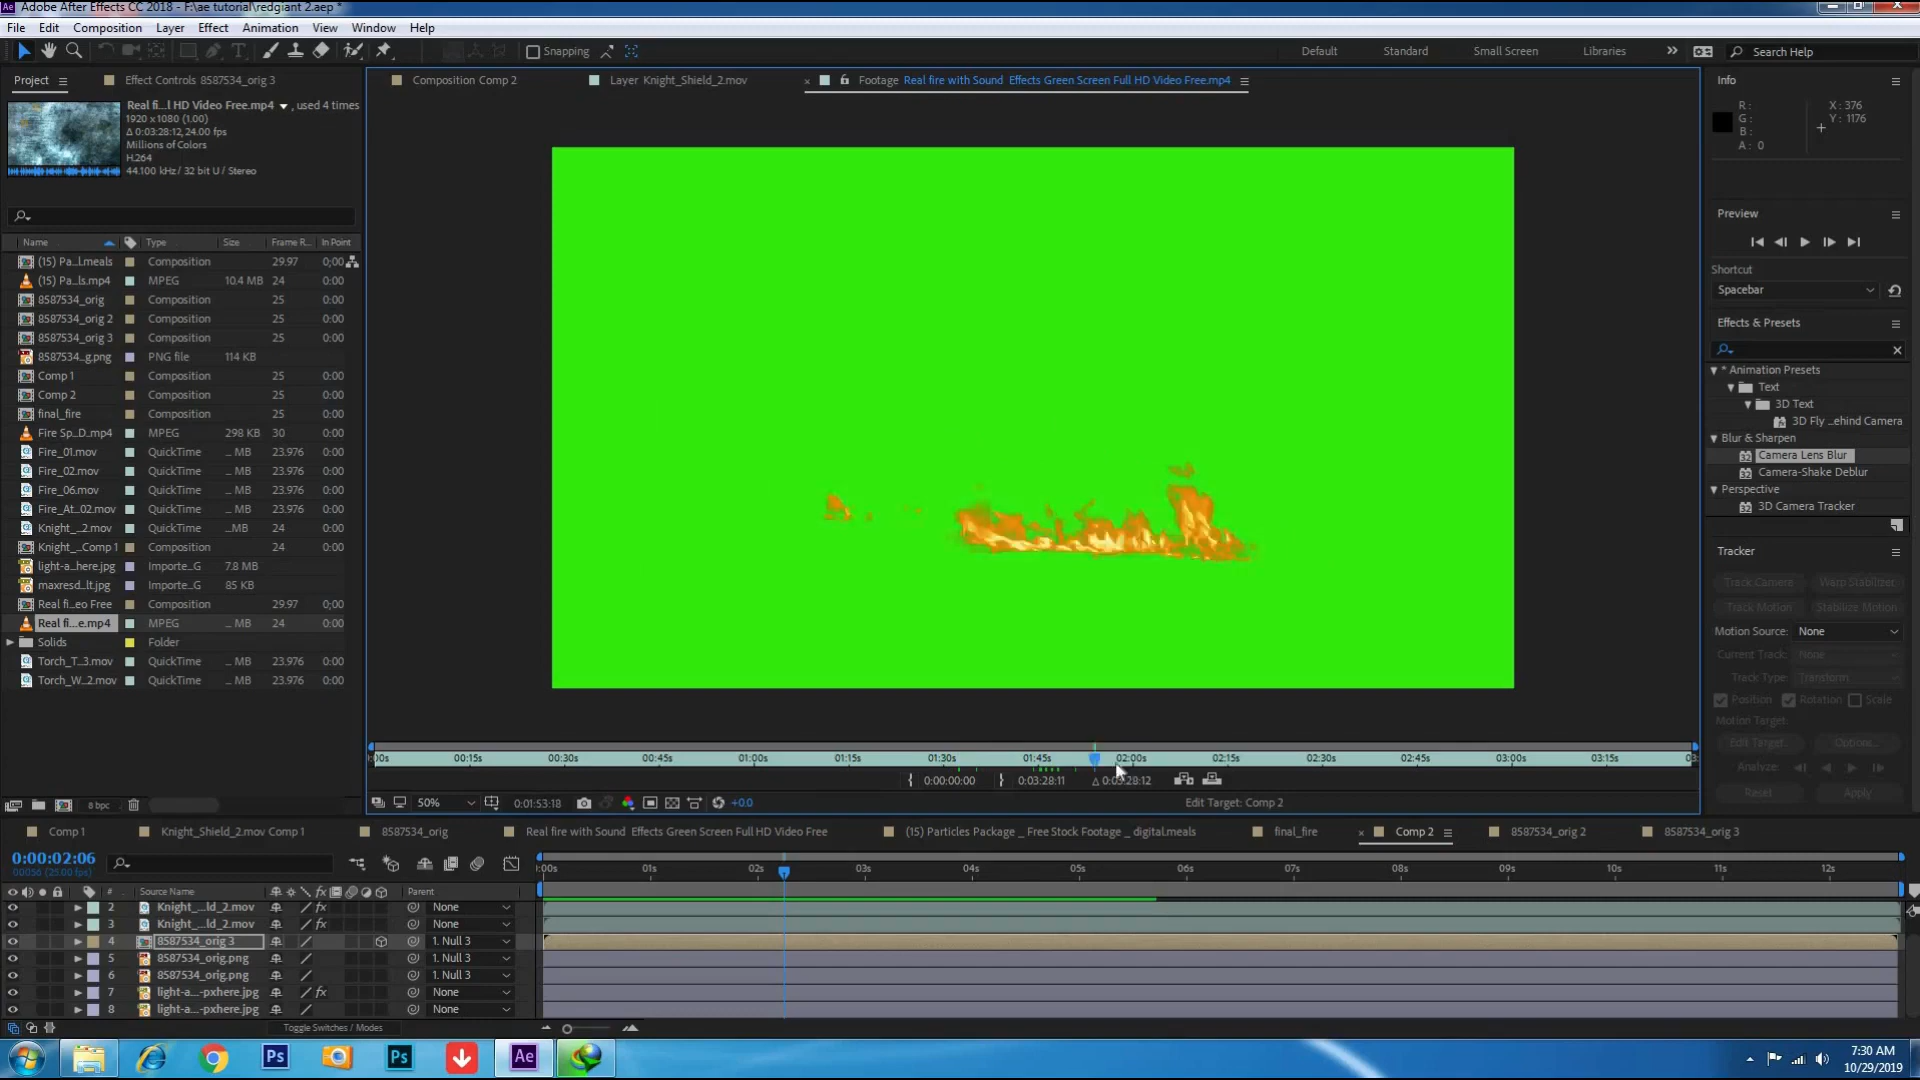 Adobe After Effects CC 2018 - F:\ae tutorial\redgiant 2.aep *
File Edit Composition Layer Effect Animation View Window Help
Snapping Default Standard Small Screen Libraries Search Help
Project Effect Controls 8587534_orig 3 Composition Comp 2 Layer Knight_Shield_2.mov Footage Real fire with Sound Effects Green Screen Full HD Video Free.mp4 Info
Real fi...l HD Video Free.mp4 , used 4 times
1920 x 1080 (1.00)
Δ 0:03:28:12, 24.00 fps
Millions of Colors
H.264
44.100 kHz / 32 bit U / Stereo
R:
G:
B:
A: 0
X: 376
Y: 1176
Name Type Size Frame R... In Point
(15) Pa...l.meals Composition 29.97 0;00
(15) Pa...ls.mp4 MPEG 10.4 MB 24 0:00
8587534_orig Composition 25 0:00
8587534_orig 2 Composition 25 0:00
8587534_orig 3 Composition 25 0:00
8587534...g.png PNG file 114 KB
Comp 1 Composition 25 0:00
Comp 2 Composition 25 0:00
final_fire Composition 25 0:00
Fire Sp...D.mp4 MPEG 298 KB 30 0:00
Fire_01.mov QuickTime ... MB 23.976 0:00
Fire_02.mov QuickTime ... MB 23.976 0:00
Fire_06.mov QuickTime ... MB 23.976 0:00
Fire_At...02.mov QuickTime ... MB 23.976 0:00
Knight_...2.mov QuickTime ...MB 24 0:00
Knight_...Comp 1 Composition 24 0:00
light-a...here.jpg Importe...G 7.8 MB
maxresd...lt.jpg Importe...G 85 KB
Real fi...eo Free Composition 29.97 0;00
Real fi...e.mp4 MPEG ... MB 24 0:00
Solids Folder
Torch_T...3.mov QuickTime ... MB 23.976 0:00
Torch_W...2.mov QuickTime ... MB 23.976 0:00
8 bpc
Preview
Shortcut
Spacebar
Effects & Presets
* Animation Presets
Text
3D Text
3D Fly ...ehind Camera
Blur & Sharpen
Camera Lens Blur
Camera-Shake Deblur
Perspective
3D Camera Tracker
Tracker
Track Camera Warp Stabilizer
Track Motion Stabilize Motion
Motion Source: None
Current Track: None
Track Type: Transform
Position Rotation Scale
Motion Target:
Edit Target... Options...
Analyze:
Reset Apply
00s 00:15s 00:30s 00:45s 01:00s 01:15s 01:30s 01:45s 02:00s 02:15s 02:30s 02:45s 03:00s 03:15s
0:00:00:00 0:03:28:11 Δ 0:03:28:12
50% 0:01:53:18 +0.0 Edit Target: Comp 2
Comp 1 Knight_Shield_2.mov Comp 1 8587534_orig Real fire with Sound Effects Green Screen Full HD Video Free (15) Particles Package _ Free Stock Footage _ digital.meals final_fire Comp 2 8587534_orig 2 8587534_orig 3
0:00:02:06
00056 (25.00 fps)
:00s 01s 02s 03s 04s 05s 06s 07s 08s 09s 10s 11s 12s
# Source Name Parent
2 Knight_...ld_2.mov None
3 Knight_...ld_2.mov None
4 8587534_orig 3 1. Null 3
5 8587534_orig.png 1. Null 3
6 8587534_orig.png 1. Null 3
7 light-a...-pxhere.jpg None
8 light-a...-pxhere.jpg None
Toggle Switches / Modes
7:30 AM
10/29/2019